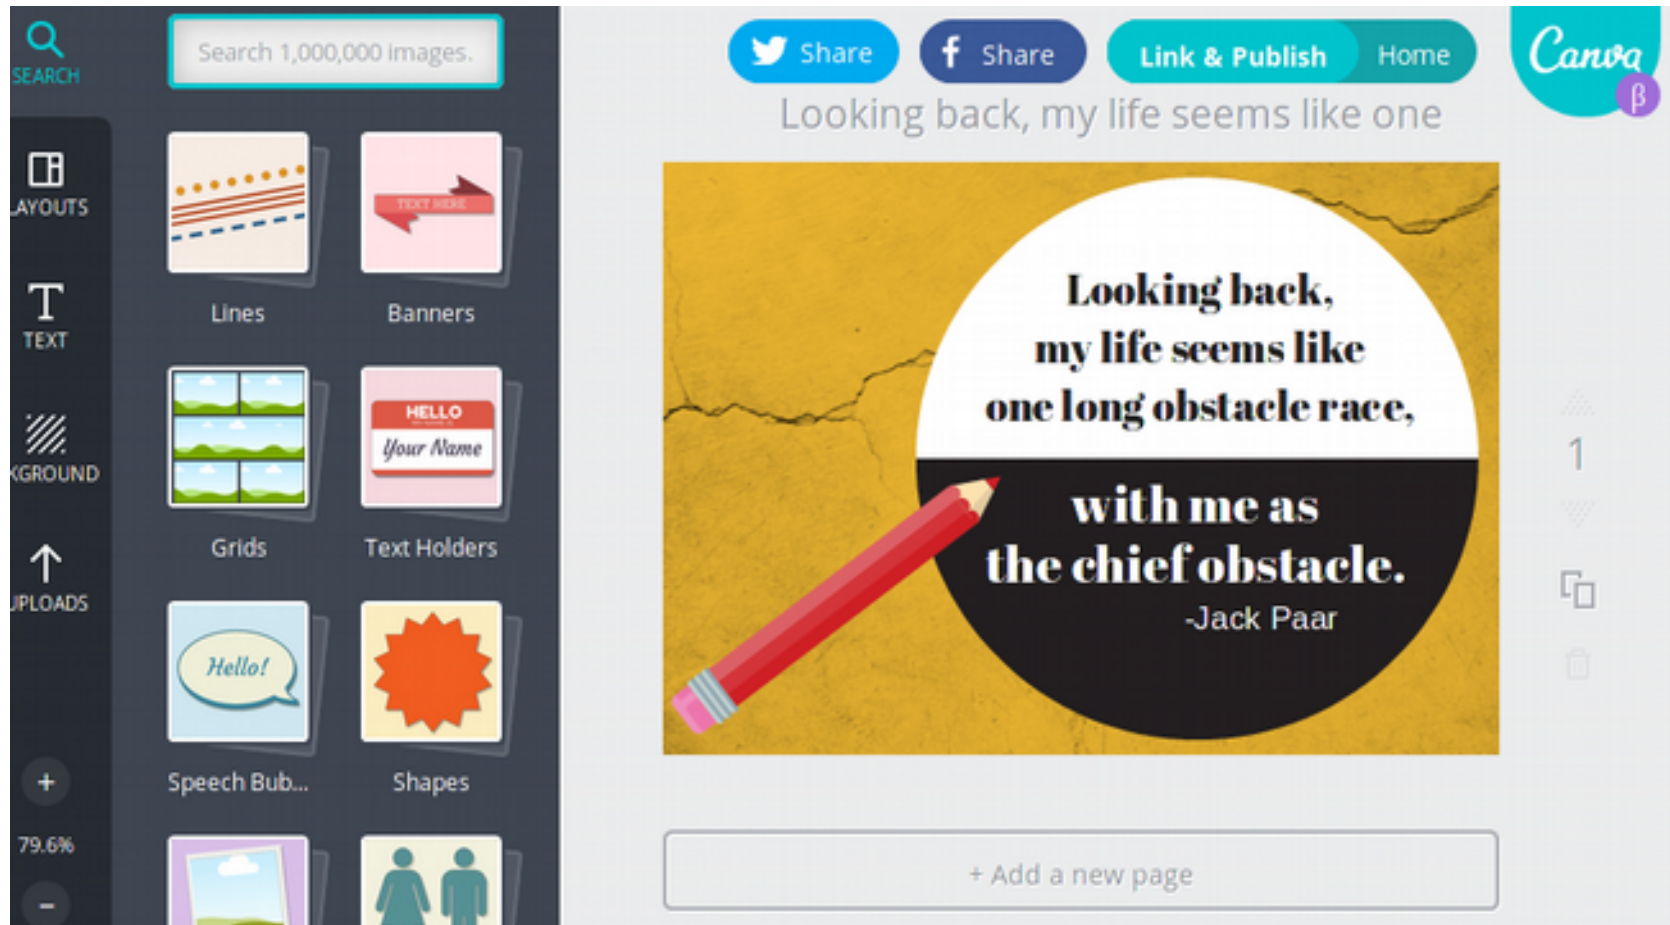 SEARCH
Search 1,000,000 images.
Share
Share
Link & Publish
Home
Canva
β
Looking back, my life seems like one
AYOUTS
TEXT
KGROUND
UPLOADS
TEXT HERE
Lines
Banners
HELLO
Your Name
Grids
Text Holders
Hello!
Speech Bub...
Shapes
+
79.6%
−
Looking back,
my life seems like
one long obstacle race,
with me as
the chief obstacle.
-Jack Paar
1
+ Add a new page